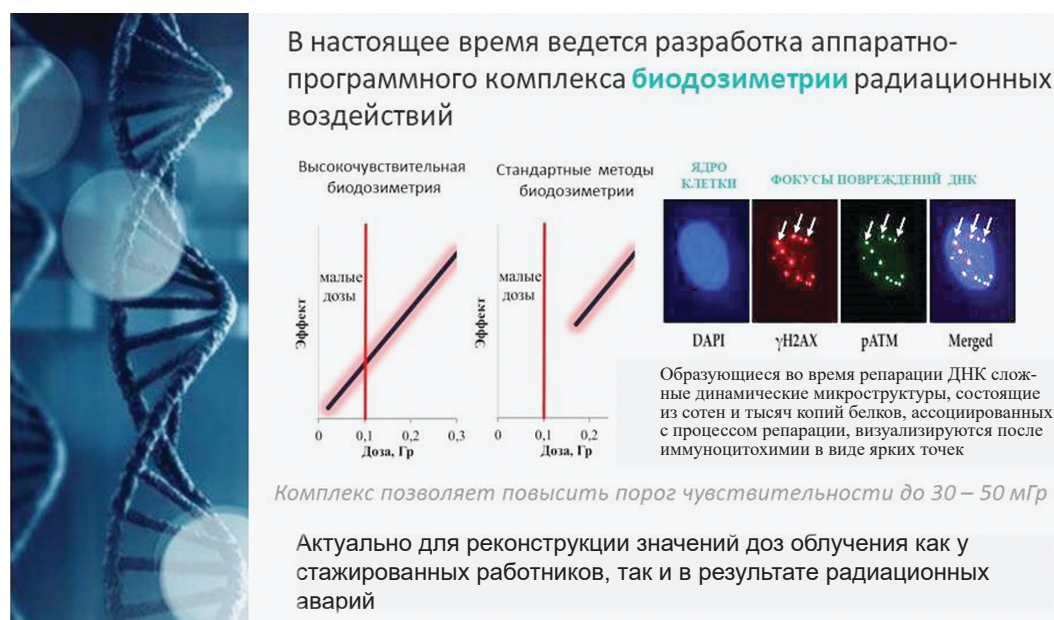 В настоящее время ведется разработка аппаратно-
программного комплекса биодозиметрии радиационных
воздействий
Высокочувствительная
биодозиметрия
малые
дозы
Эффект
0 0,1 0,2 0,3
Доза, Гр
Стандартные методы
биодозиметрии
малые
дозы
Эффект
0 0,1 0,2
Доза, Гр
ЯДРО
КЛЕТКИ
ФОКУСЫ ПОВРЕЖДЕНИЙ ДНК
DAPI γH2AX pATM Merged
Образующиеся во время репарации ДНК слож-
ные динамические микроструктуры, состоящие
из сотен и тысяч копий белков, ассоциированных
с процессом репарации, визуализируются после
иммуноцитохимии в виде ярких точек
Комплекс позволяет повысить порог чувствительности до 30 – 50 мГр
Актуально для реконструкции значений доз облучения как у
стажированных работников, так и в результате радиационных
аварий